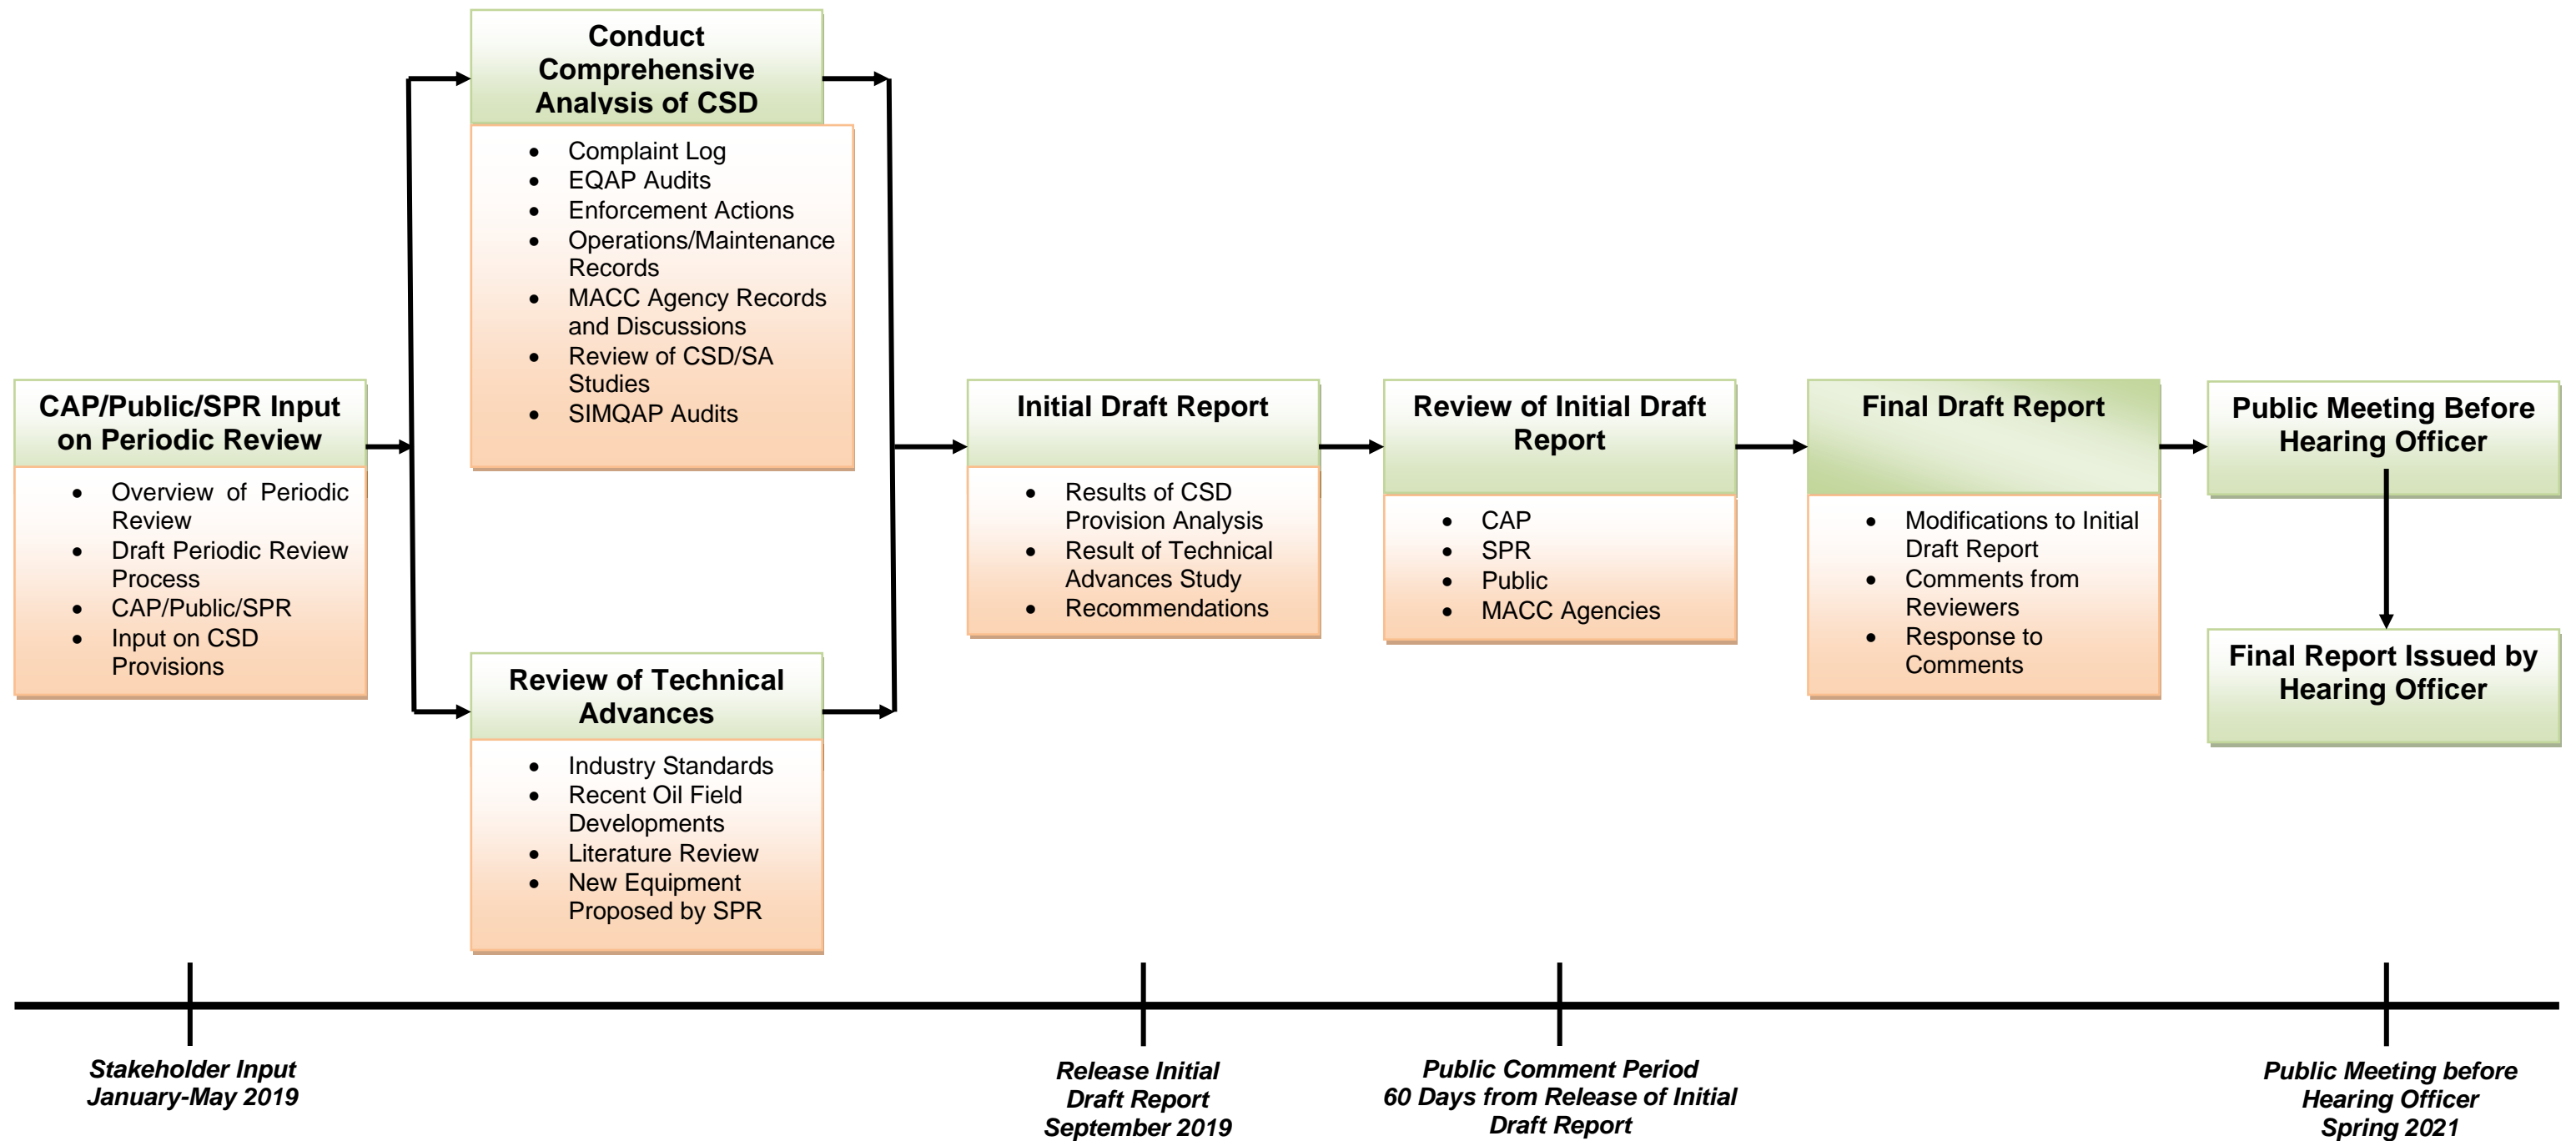 Conduct
Comprehensive
Analysis of CSD
• Complaint Log
• EQAP Audits
• Enforcement Actions
• Operations/Maintenance
Records
• MACC Agency Records
and Discussions
• Review of CSD/SA
Studies
• SIMQAP Audits
CAP/Public/SPR Input
on Periodic Review
• Overview of Periodic
Review
• Draft Periodic Review
Process
• CAP/Public/SPR
• Input on CSD
Provisions
Review of Technical
Advances
• Industry Standards
• Recent Oil Field
Developments
• Literature Review
• New Equipment
Proposed by SPR
Initial Draft Report
• Results of CSD
Provision Analysis
• Result of Technical
Advances Study
• Recommendations
Review of Initial Draft
Report
• CAP
• SPR
• Public
• MACC Agencies
Final Draft Report
• Modifications to Initial
Draft Report
• Comments from
Reviewers
• Response to
Comments
Public Meeting Before
Hearing Officer
Final Report Issued by
Hearing Officer
Stakeholder Input
January-May 2019
Release Initial
Draft Report
September 2019
Public Comment Period
60 Days from Release of Initial
Draft Report
Public Meeting before
Hearing Officer
Spring 2021